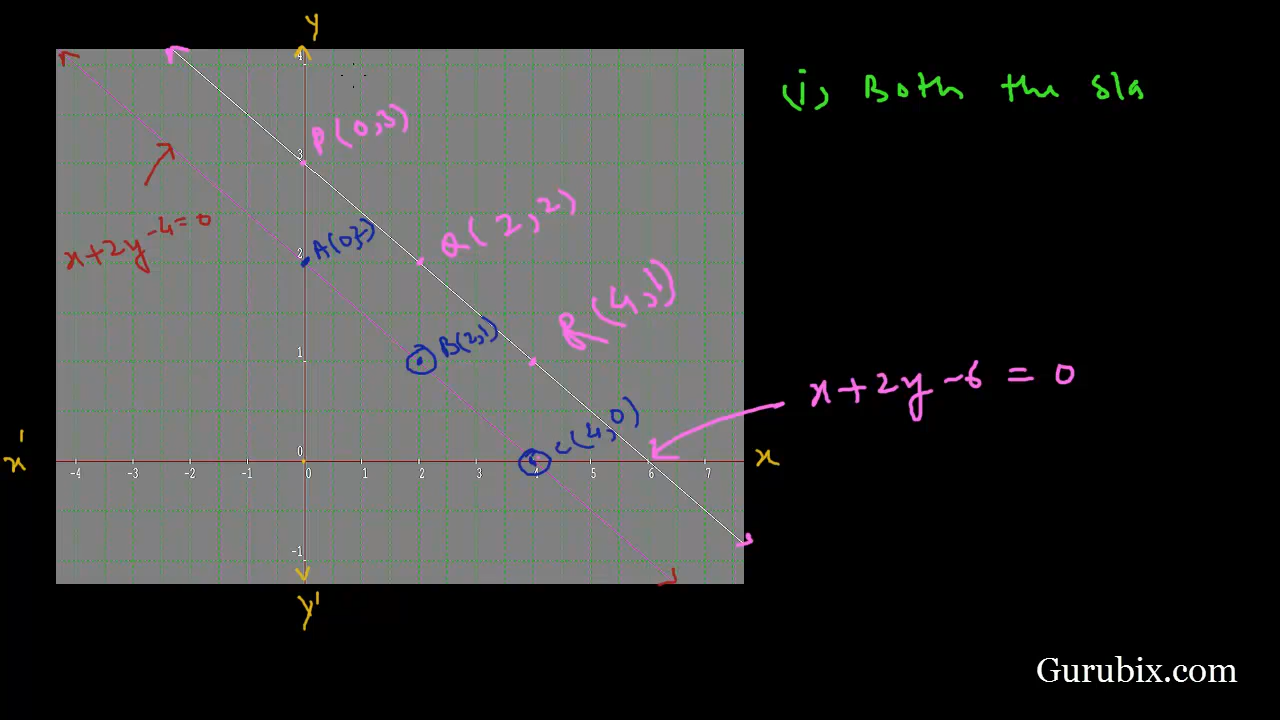 y
(i) Both the sla
4
P(0,3)
3
x+2y-4=0
Q(2,2)
2
R(4,1)
B(2,1)
1
x+2y-6=0
C(4,0)
0
x'
x
-4 -3 -2 -1 0 1 2 3 4 5 6 7
-1
y'
Gurubix.com